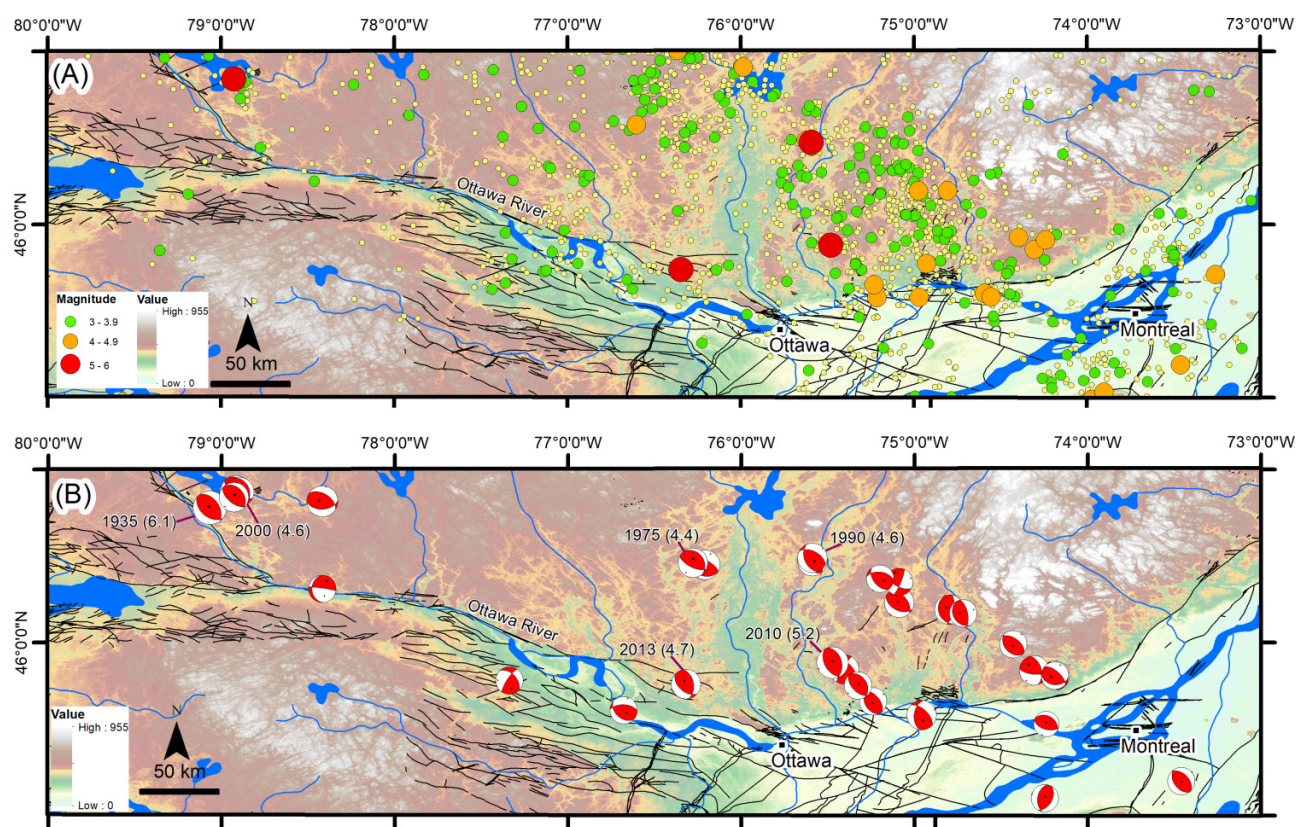 80°0'0"W 79°0'0"W 78°0'0"W 77°0'0"W 76°0'0"W 75°0'0"W 74°0'0"W 73°0'0"W
(A)
Ottawa River
46°0'0"N
Magnitude
3 - 3.9
4 - 4.9
5 - 6
Value
High : 955
Low : 0
N
50 km
Ottawa
Montreal
80°0'0"W 79°0'0"W 78°0'0"W 77°0'0"W 76°0'0"W 75°0'0"W 74°0'0"W 73°0'0"W
(B)
1935 (6.1)
2000 (4.6)
1975 (4.4)
1990 (4.6)
Ottawa River
46°0'0"N
2013 (4.7)
2010 (5.2)
Value
High : 955
Low : 0
N
50 km
Ottawa
Montreal